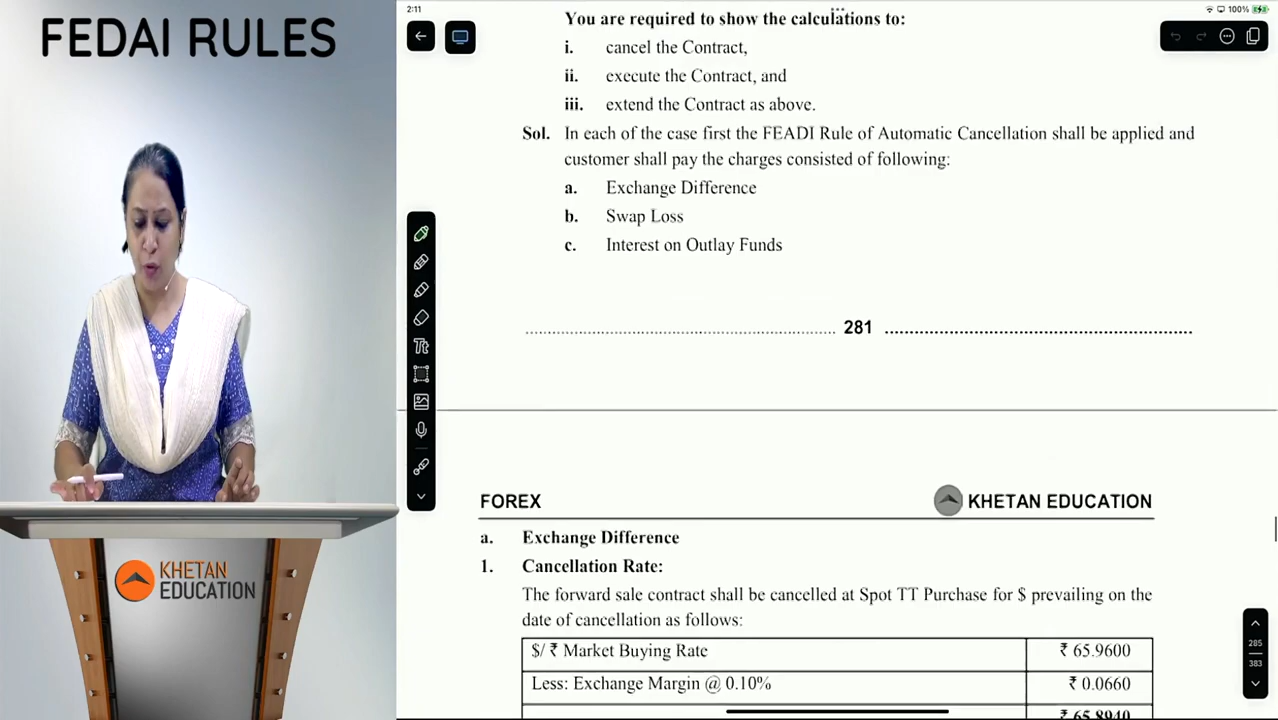 FEDAI RULES
2:11
100%
You are required to show the calculations to:
i. cancel the Contract,
ii. execute the Contract, and
iii. extend the Contract as above.
Sol. In each of the case first the FEADI Rule of Automatic Cancellation shall be applied and
customer shall pay the charges consisted of following:
a. Exchange Difference
b. Swap Loss
c. Interest on Outlay Funds
281
FOREX
KHETAN EDUCATION
a. Exchange Difference
1. Cancellation Rate:
The forward sale contract shall be cancelled at Spot TT Purchase for $ prevailing on the
date of cancellation as follows:
$/ ₹ Market Buying Rate ₹ 65.9600
Less: Exchange Margin @ 0.10% ₹ 0.0660
₹ 65.8940
Tt
285
383
KHETAN
EDUCATION